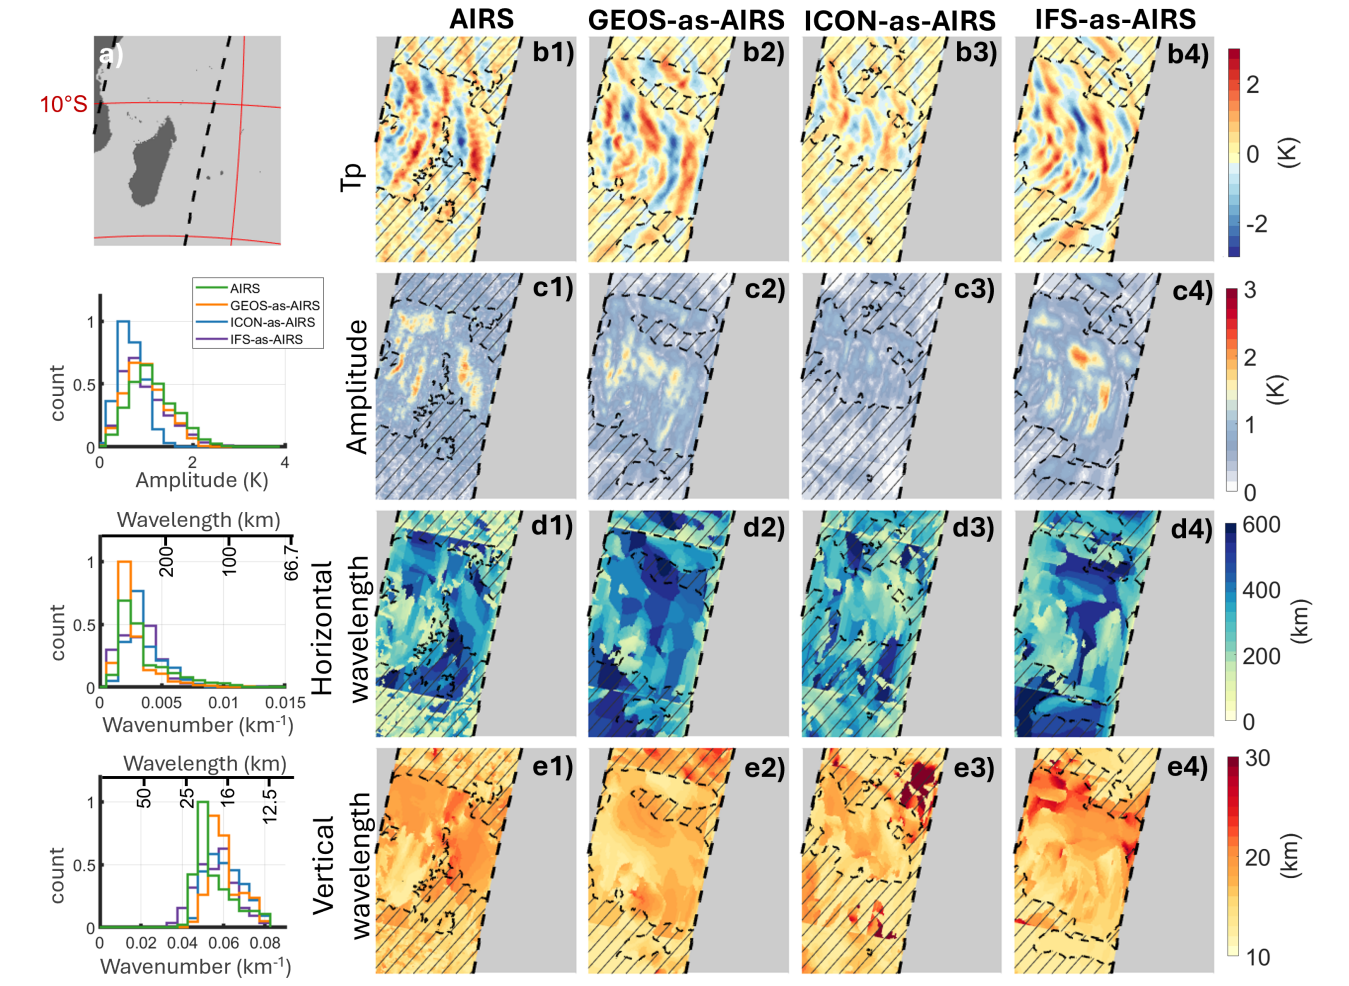 AIRS GEOS-as-AIRS ICON-as-AIRS IFS-as-AIRS
a) b1) b2) b3) b4)
10°S
Tp
2
0
-2
(K)
AIRS
GEOS-as-AIRS
ICON-as-AIRS
IFS-as-AIRS
1
0.5
0
count
0 2 4
Amplitude (K)
Amplitude
c1) c2) c3) c4)
3
2
1
0
(K)
Wavelength (km)
200 100 66.7
1
0.5
0
count
0 0.005 0.01 0.015
Wavenumber (km-1)
Horizontal
wavelength
d1) d2) d3) d4)
600
400
200
0
(km)
Wavelength (km)
50 25 16 12.5
1
0.5
0
count
0 0.02 0.04 0.06 0.08
Wavenumber (km-1)
Vertical
wavelength
e1) e2) e3) e4)
30
20
10
(km)